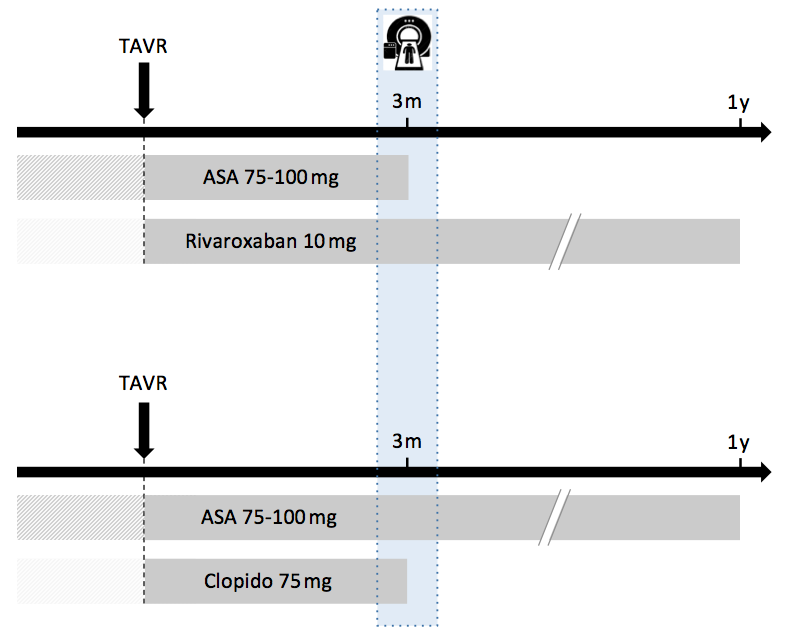 TAVR
3m
1y
ASA 75-100 mg
Rivaroxaban 10 mg
TAVR
3m
1y
ASA 75-100 mg
Clopido 75 mg